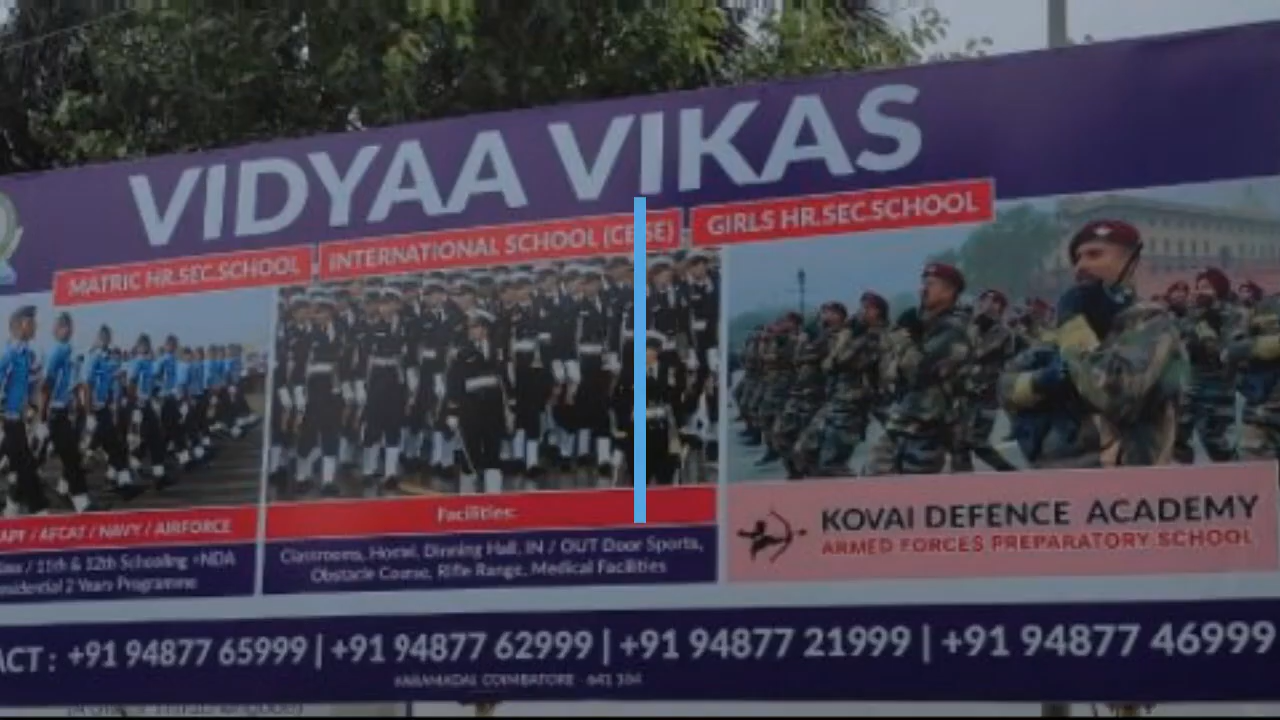 VIDYAA VIKAS
MATRIC HR.SEC.SCHOOL
INTERNATIONAL SCHOOL (CBSE)
GIRLS HR.SEC.SCHOOL
/ AFCAT / NAVY / AIRFORCE
/ 11th & 12th Schooling +NDA
2 Years Programme
Facilities:
Classrooms, Hostel, Dinning Hall, IN / OUT Door Sports,
Obstacle Course, Rifle Range, Medical Facilities
KOVAI DEFENCE ACADEMY
ARMED FORCES PREPARATORY SCHOOL
: +91 94877 65999 | +91 94877 62999 | +91 94877 21999 | +91 94877 46999
KARAMADAI, COIMBATORE - 641 104